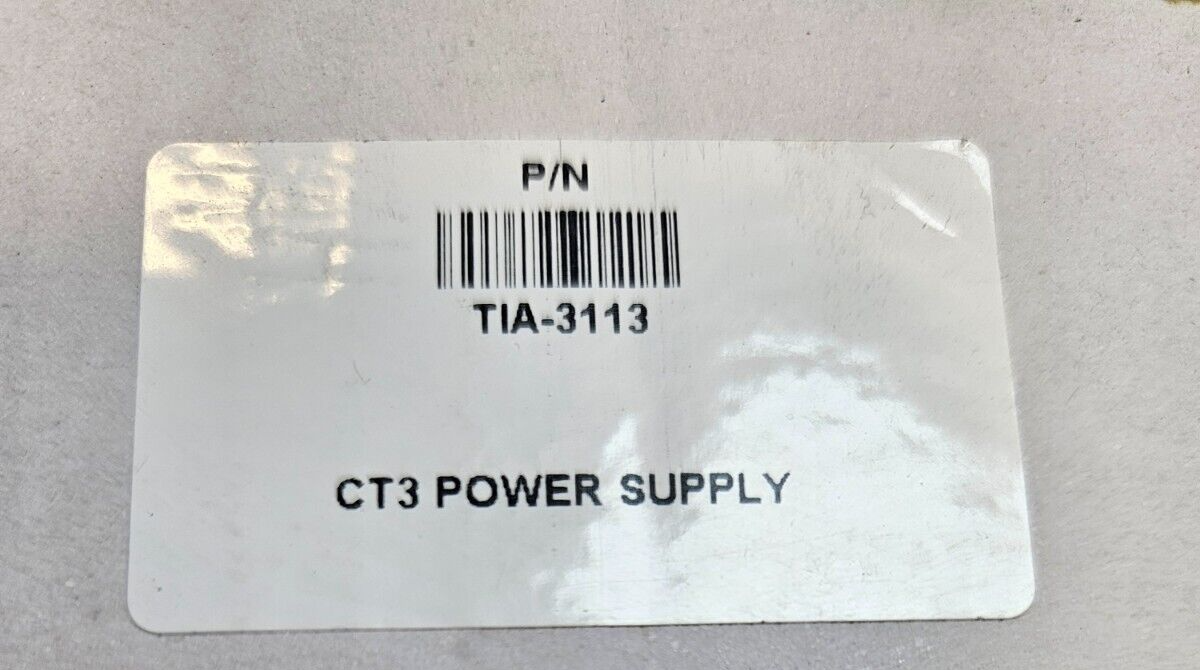 P/N
TIA-3113
CT3 POWER SUPPLY